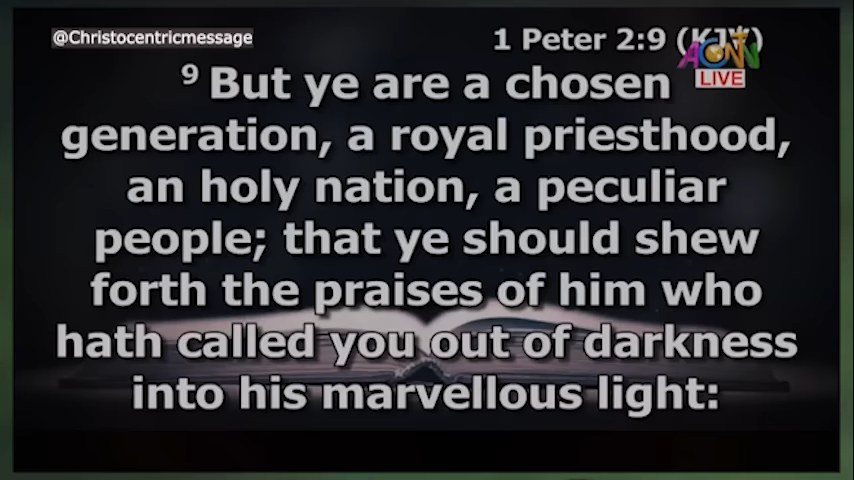 @Christocentricmessage
1 Peter 2:9 (KJV)
ACNN
LIVE
9 But ye are a chosen
generation, a royal priesthood,
an holy nation, a peculiar
people; that ye should shew
forth the praises of him who
hath called you out of darkness
into his marvellous light: